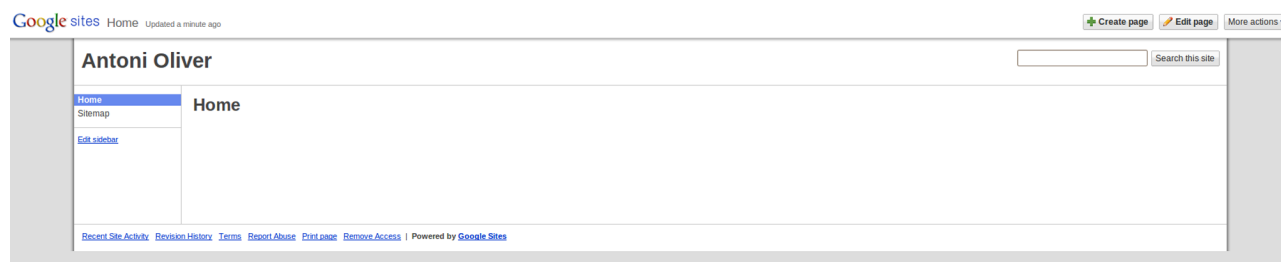 Google sites Home Updated a minute ago Create page Edit page More actions
Antoni Oliver Search this site
Home
Sitemap
Edit sidebar
Home
Recent Site Activity Revision History Terms Report Abuse Print page Remove Access | Powered by Google Sites